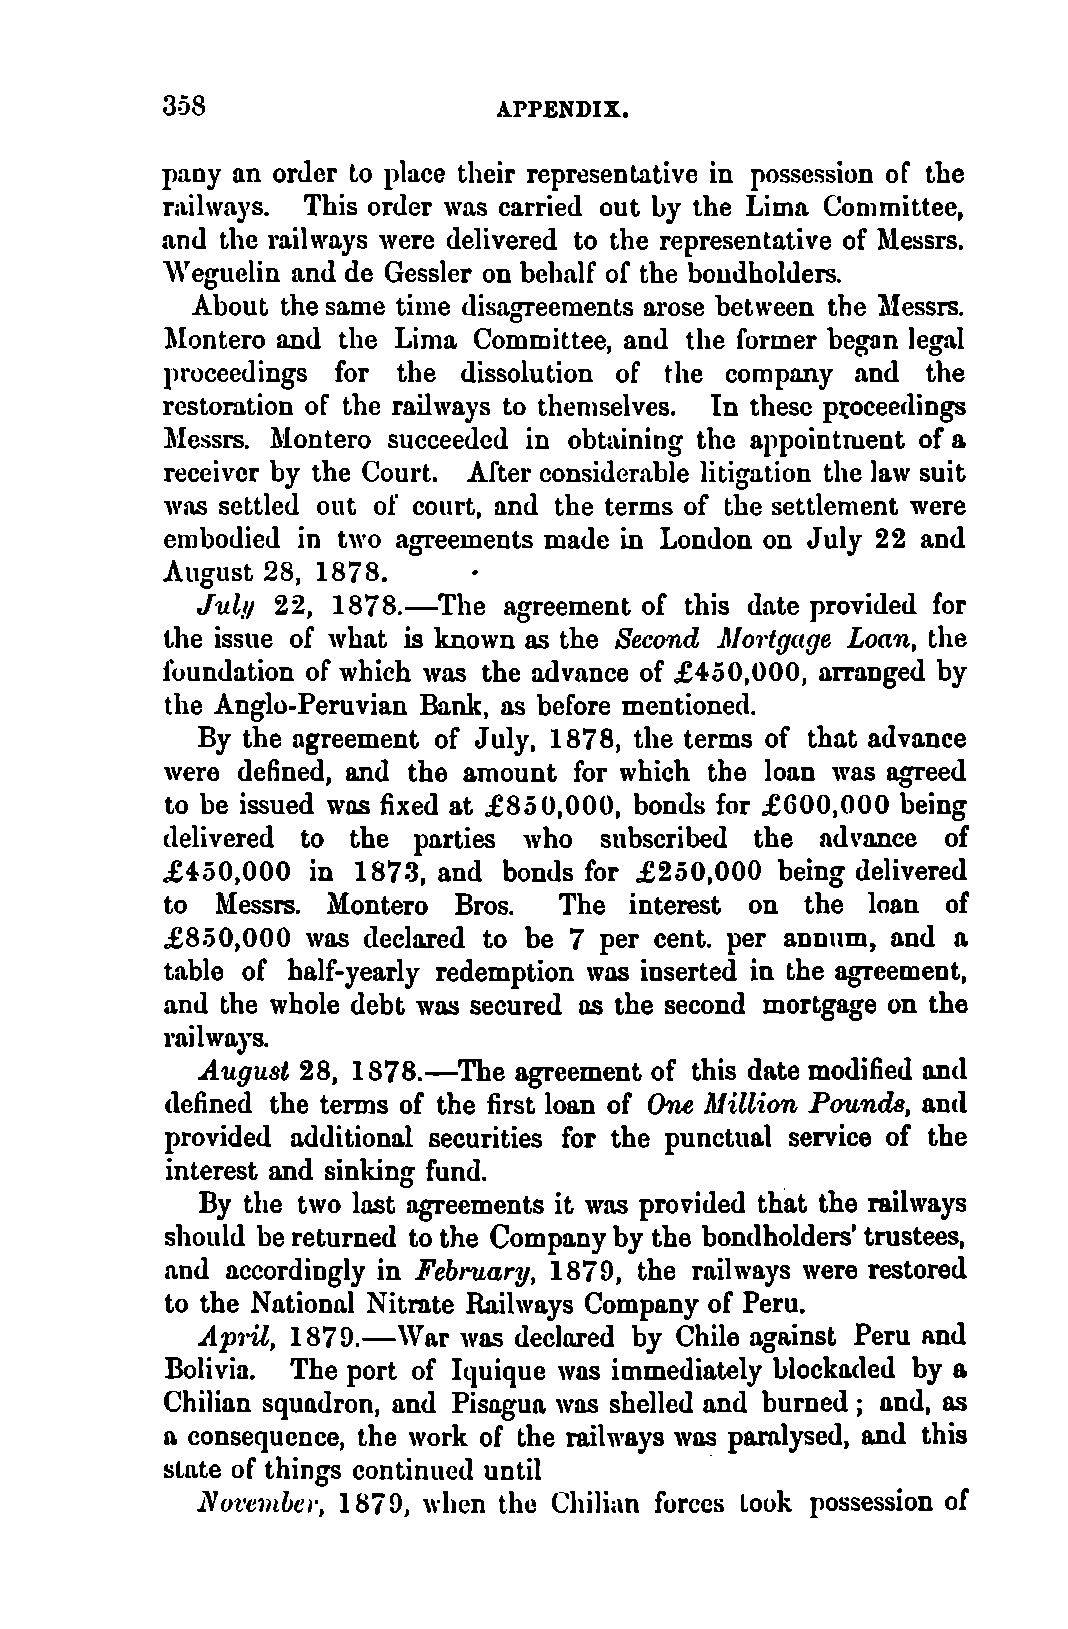 358 APPENDIX.
pany an order to place their representative in possession of the
railways. This order was carried out by the Lima Committee,
and the railways were delivered to the representative of Messrs.
Weguelin and de Gessler on behalf of the bondholders.
About the same time disagreements arose between the Messrs.
Montero and the Lima Committee, and the former began legal
proceedings for the dissolution of the company and the
restoration of the railways to themselves. In these proceedings
Messrs. Montero succeeded in obtaining the appointment of a
receiver by the Court. After considerable litigation the law suit
was settled out of court, and the terms of the settlement were
embodied in two agreements made in London on July 22 and
August 28, 1878.
July 22, 1878.—The agreement of this date provided for
the issue of what is known as the Second Mortgage Loan, the
foundation of which was the advance of £450,000, arranged by
the Anglo-Peruvian Bank, as before mentioned.
By the agreement of July, 1878, the terms of that advance
were defined, and the amount for which the loan was agreed
to be issued was fixed at £850,000, bonds for £600,000 being
delivered to the parties who subscribed the advance of
£450,000 in 1873, and bonds for £250,000 being delivered
to Messrs. Montero Bros. The interest on the loan of
£850,000 was declared to be 7 per cent. per annum, and a
table of half-yearly redemption was inserted in the agreement,
and the whole debt was secured as the second mortgage on the
railways.
August 28, 1878.—The agreement of this date modified and
defined the terms of the first loan of One Million Pounds, and
provided additional securities for the punctual service of the
interest and sinking fund.
By the two last agreements it was provided that the railways
should be returned to the Company by the bondholders' trustees,
and accordingly in February, 1879, the railways were restored
to the National Nitrate Railways Company of Peru.
April, 1879.—War was declared by Chile against Peru and
Bolivia. The port of Iquique was immediately blockaded by a
Chilian squadron, and Pisagua was shelled and burned; and, as
a consequence, the work of the railways was paralysed, and this
state of things continued until
November, 1879, when the Chilian forces took possession of